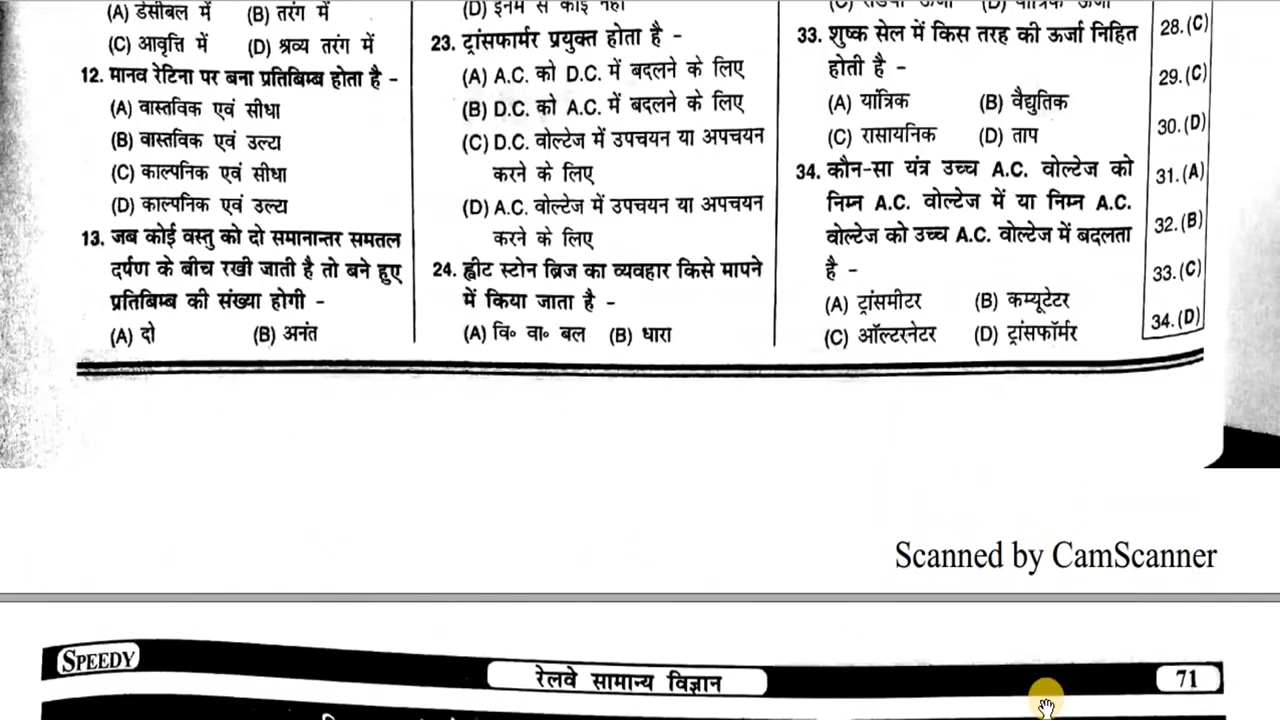 (A) डेसीबल में (B) तरंग में
(C) आवृत्ति में (D) श्रव्य तरंग में
12. मानव रेटिना पर बना प्रतिबिम्ब होता है -
(A) वास्तविक एवं सीधा
(B) वास्तविक एवं उल्टा
(C) काल्पनिक एवं सीधा
(D) काल्पनिक एवं उल्टा
13. जब कोई वस्तु को दो समानान्तर समतल
दर्पण के बीच रखी जाती है तो बने हुए
प्रतिबिम्ब की संख्या होगी -
(A) दो (B) अनंत
(D) इनमें से कोई नहीं
23. ट्रांसफार्मर प्रयुक्त होता है -
(A) A.C. को D.C. में बदलने के लिए
(B) D.C. को A.C. में बदलने के लिए
(C) D.C. वोल्टेज में उपचयन या अपचयन
करने के लिए
(D) A.C. वोल्टेज में उपचयन या अपचयन
करने के लिए
24. ह्वीट स्टोन ब्रिज का व्यवहार किसे मापने
में किया जाता है -
(A) वि॰ वा॰ बल (B) धारा
33. शुष्क सेल में किस तरह की ऊर्जा निहित
होती है -
(A) यांत्रिक (B) वैद्युतिक
(C) रासायनिक (D) ताप
34. कौन-सा यंत्र उच्च A.C. वोल्टेज को
निम्न A.C. वोल्टेज में या निम्न A.C.
वोल्टेज को उच्च A.C. वोल्टेज में बदलता
है -
(A) ट्रांसमीटर (B) कम्यूटेटर
(C) ऑल्टरनेटर (D) ट्रांसफॉर्मर
28. (C)
29. (C)
30. (D)
31. (A)
32. (B)
33. (C)
34. (D)
Scanned by CamScanner
SPEEDY रेलवे सामान्य विज्ञान 71